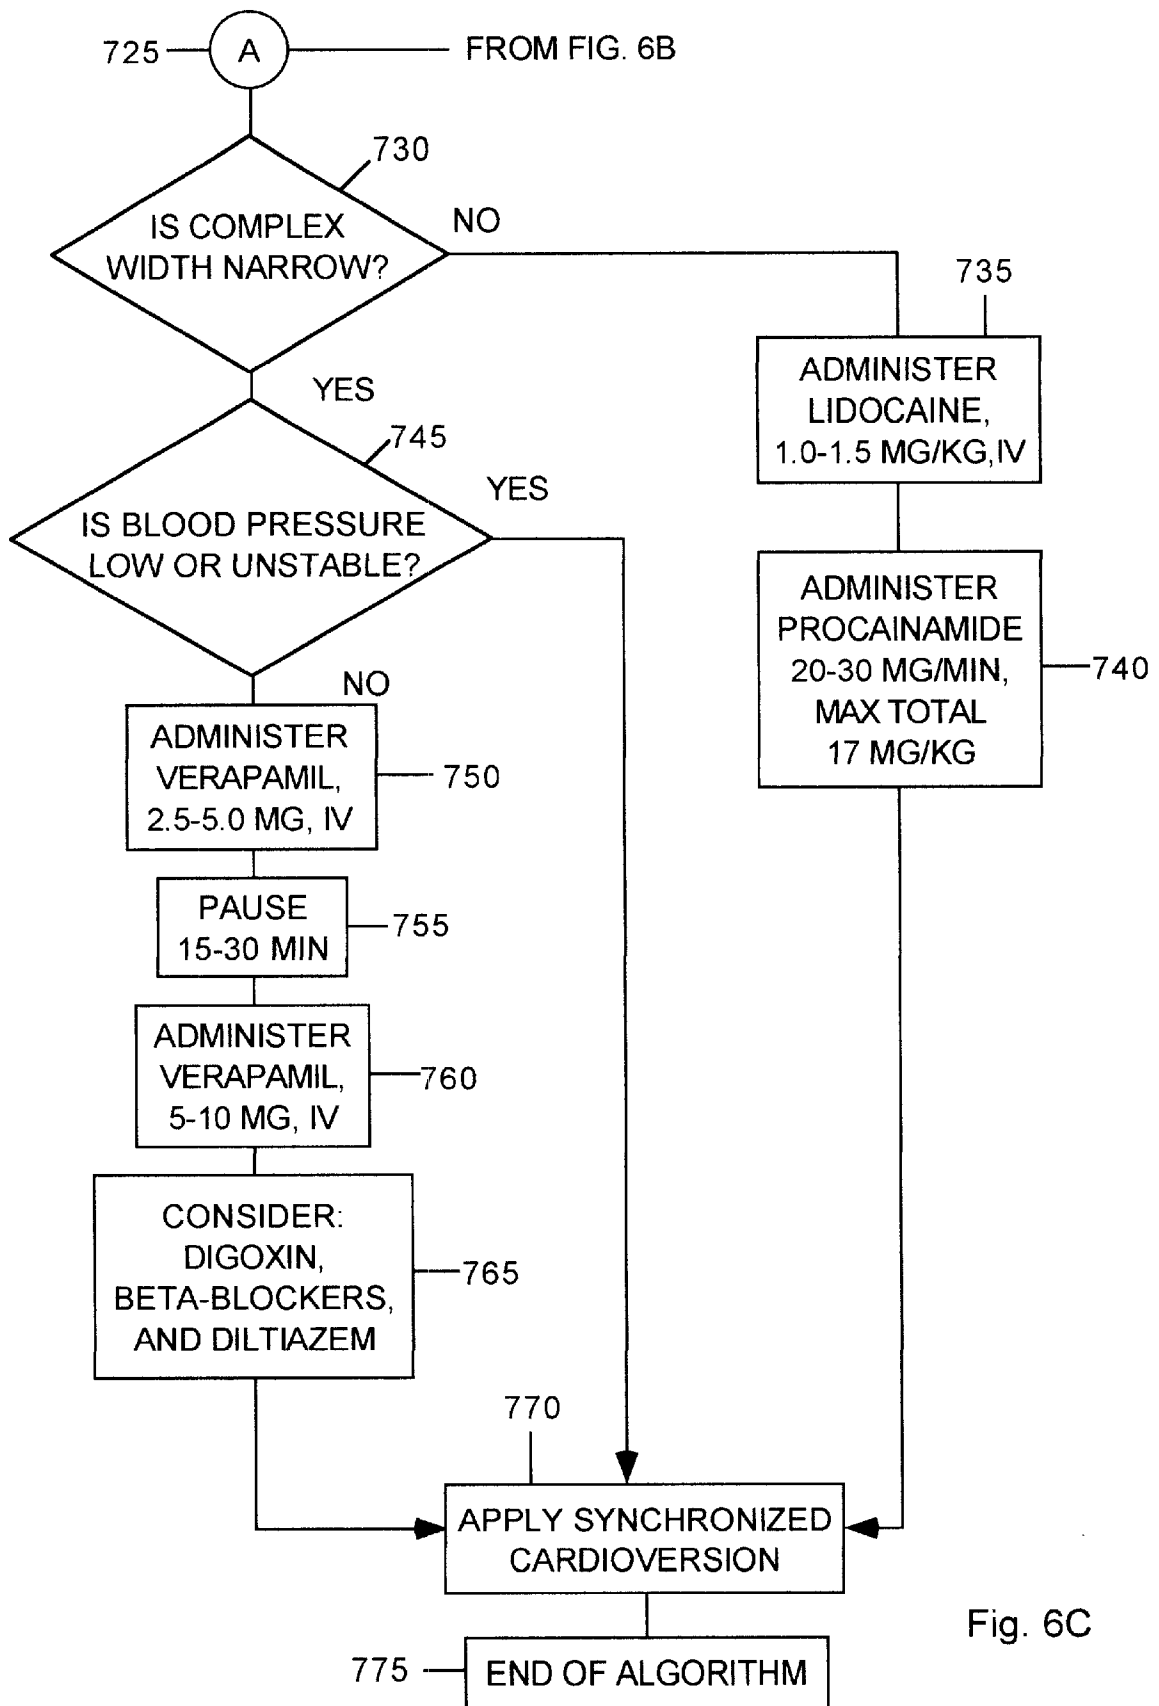 725
A
FROM FIG. 6B
730
IS COMPLEX
WIDTH NARROW?
NO
YES
735
ADMINISTER
LIDOCAINE,
1.0-1.5 MG/KG,IV
745
IS BLOOD PRESSURE
LOW OR UNSTABLE?
YES
NO
ADMINISTER
PROCAINAMIDE
20-30 MG/MIN,
MAX TOTAL
17 MG/KG
740
ADMINISTER
VERAPAMIL,
2.5-5.0 MG, IV
750
PAUSE
15-30 MIN
755
ADMINISTER
VERAPAMIL,
5-10 MG, IV
760
CONSIDER:
DIGOXIN,
BETA-BLOCKERS,
AND DILTIAZEM
765
770
APPLY SYNCHRONIZED
CARDIOVERSION
775
END OF ALGORITHM
Fig. 6C